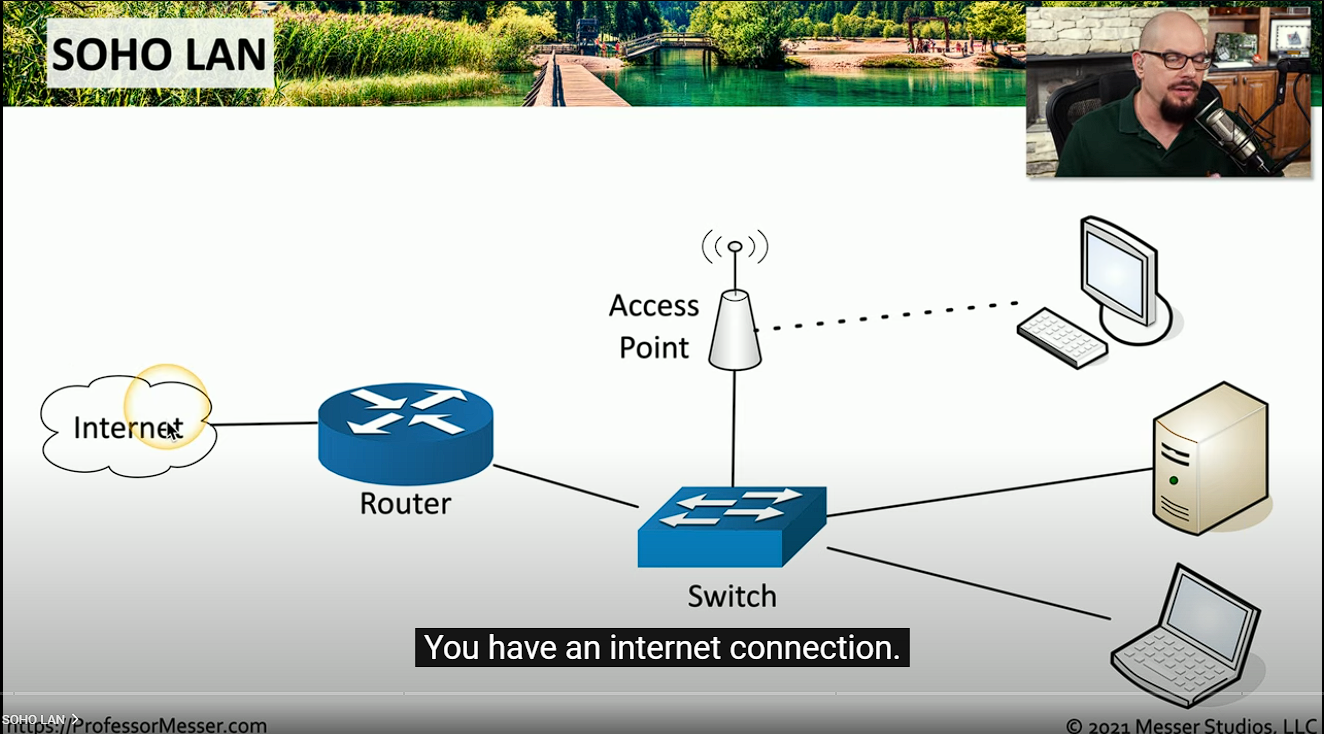 SOHO LAN
Access
Point
Internet
Router
Switch
You have an internet connection.
SOHO LAN
https://ProfessorMesser.com
© 2021 Messer Studios, LLC